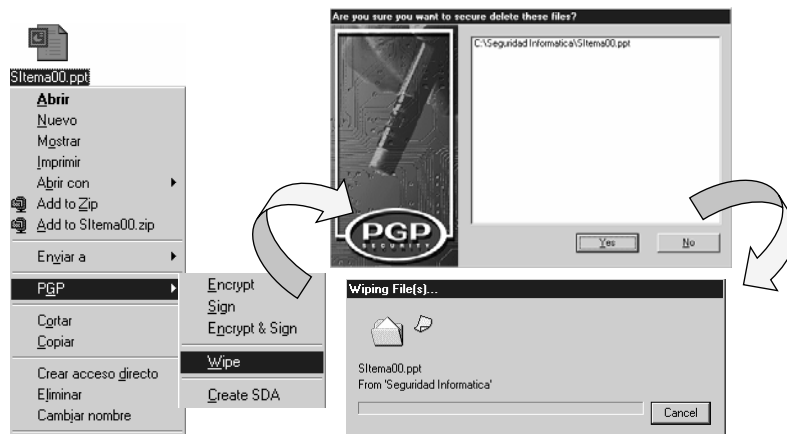 SItema00.ppt
Abrir
Nuevo
Mostrar
Imprimir
Abrir con
Add to Zip
Add to SItema00.zip
Enviar a
PGP
Cortar
Copiar
Crear acceso directo
Eliminar
Cambiar nombre
Encrypt
Sign
Encrypt & Sign
Wipe
Create SDA
Are you sure you want to secure delete these files?
C:\Seguridad Informatica\SItema00.ppt
PGP
SECURITY
Yes
No
Wiping File(s)...
SItema00.ppt
From 'Seguridad Informatica'
Cancel